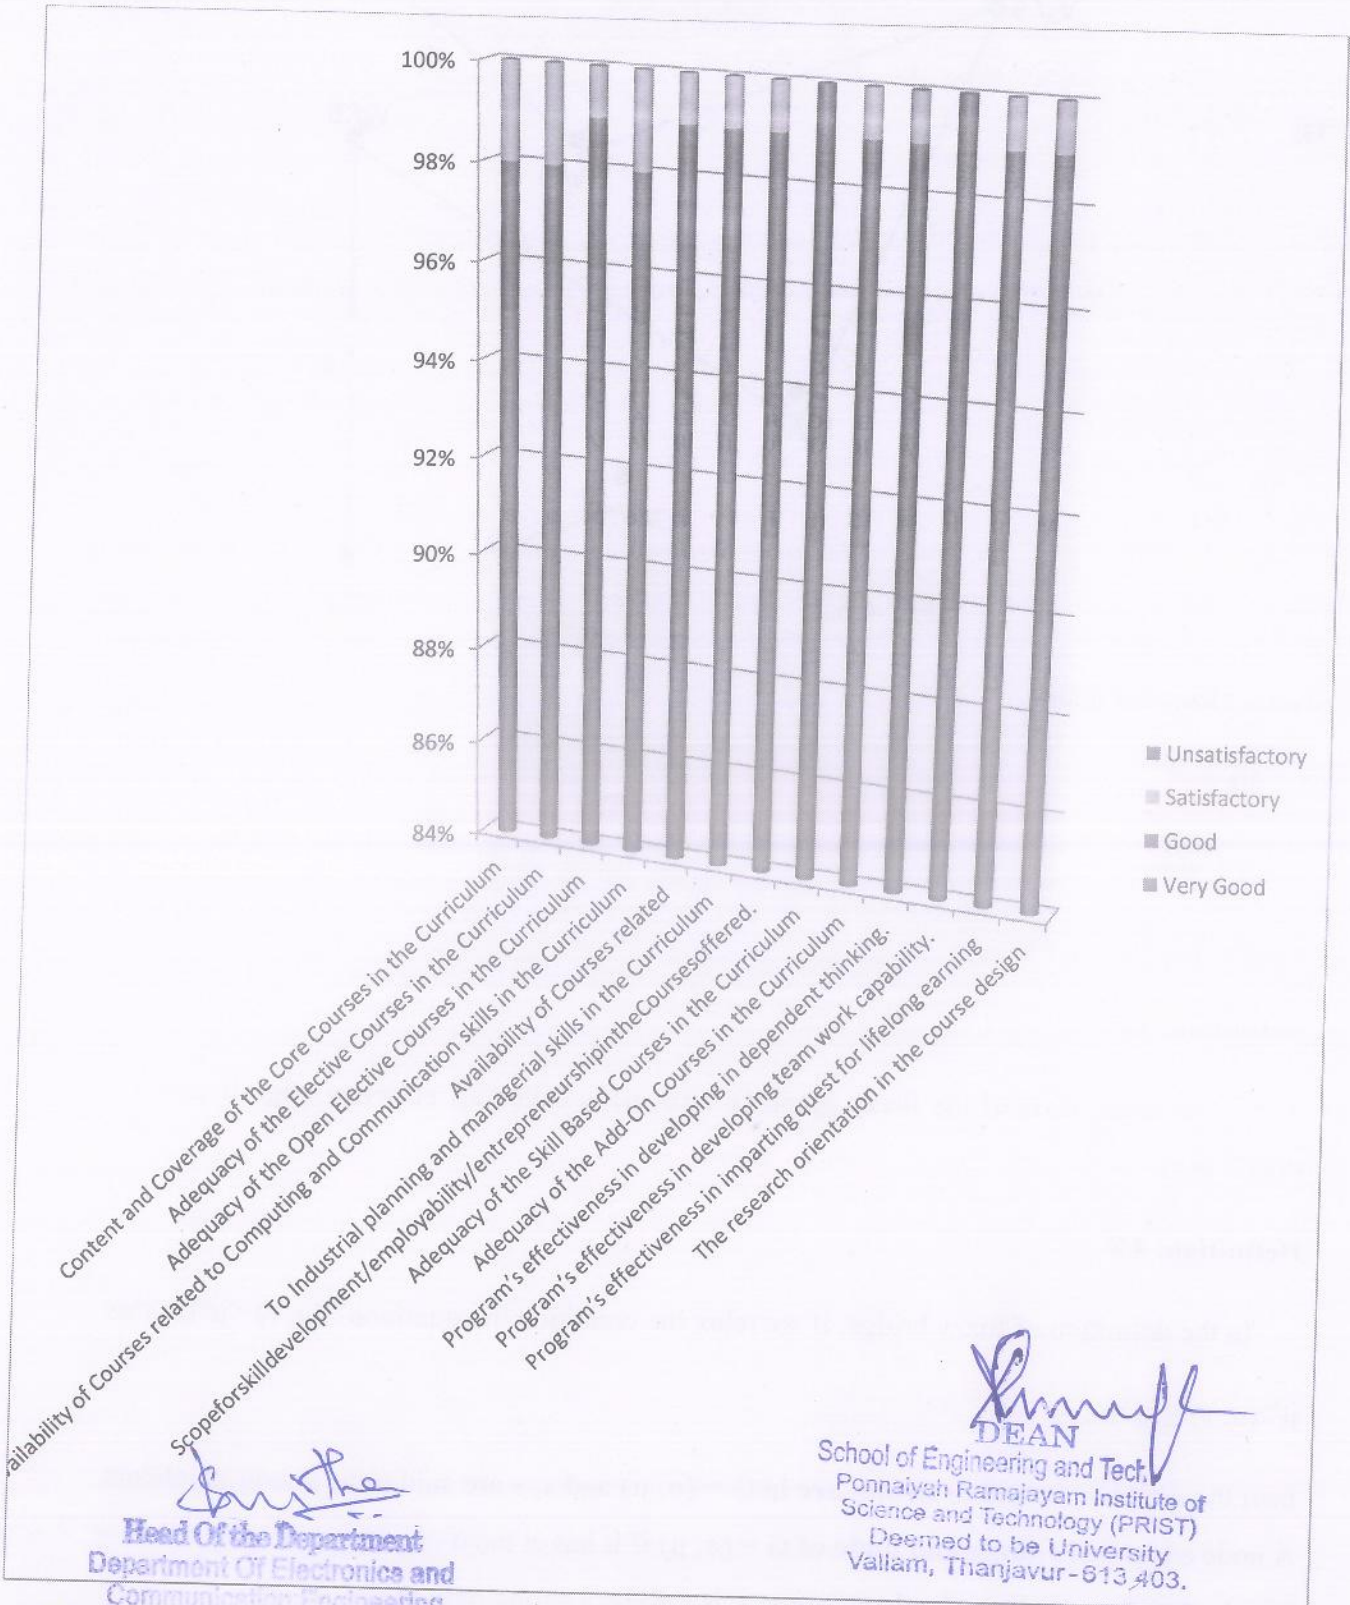 100%
98%
96%
94%
92%
90%
88%
86%
84%
Unsatisfactory
Satisfactory
Good
Very Good
Content and Coverage of the Core Courses in the Curriculum
Adequacy of the Elective Courses in the Curriculum
Adequacy of the Open Elective Courses in the Curriculum
ailability of Courses related to Computing and Communication skills in the Curriculum
Availability of Courses related
To Industrial planning and managerial skills in the Curriculum
Scopeforskilldevelopment/employability/entrepreneurshipintheCoursesoffered.
Adequacy of the Skill Based Courses in the Curriculum
Adequacy of the Add-On Courses in the Curriculum
Program's effectiveness in developing in dependent thinking.
Program's effectiveness in developing team work capability.
Program's effectiveness in imparting quest for lifelong earning
The research orientation in the course design
Head Of the Department
Department Of Electronics and
Communication Engineering
DEAN
School of Engineering and Tech.
Ponnaiyah Ramajayam Institute of
Science and Technology (PRIST)
Deemed to be University
Vallam, Thanjavur-613 403.